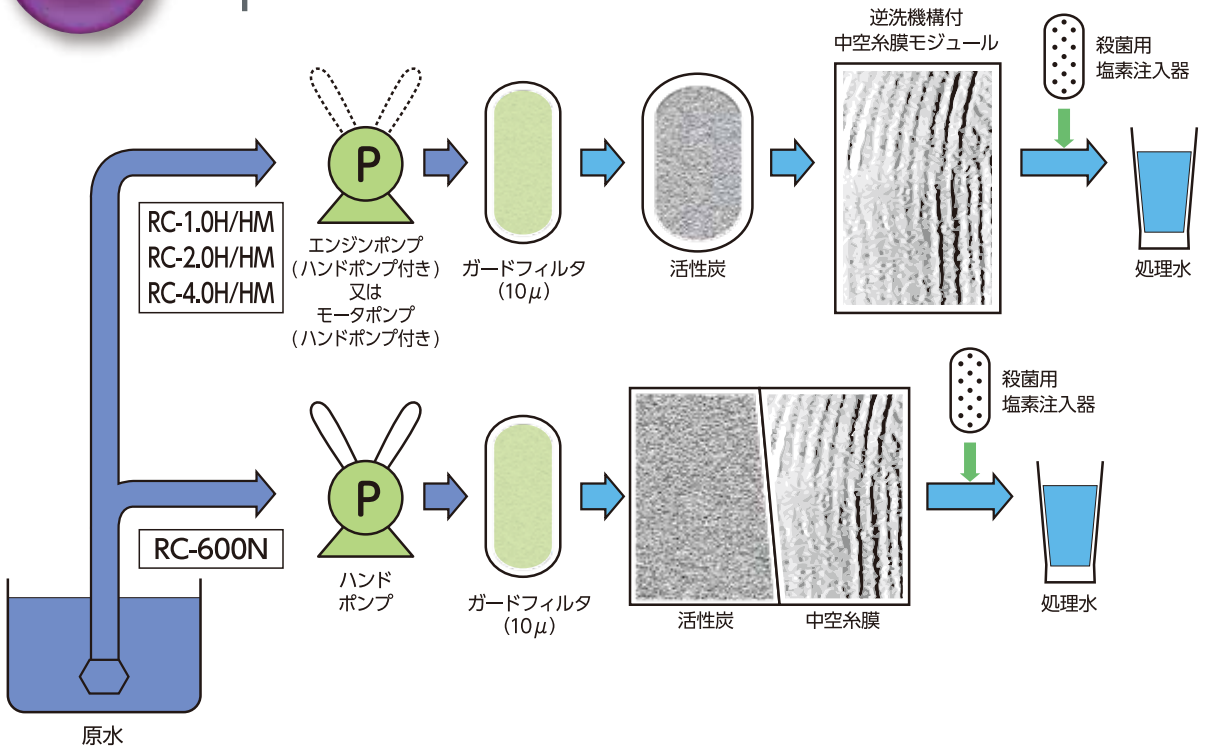 逆洗機構付
中空糸膜モジュール
殺菌用
塩素注入器
P
RC-1.0H/HM
RC-2.0H/HM
RC-4.0H/HM
エンジンポンプ
(ハンドポンプ付き)
又は
モータポンプ
(ハンドポンプ付き)
ガードフィルタ
(10μ)
活性炭
処理水
殺菌用
塩素注入器
P
RC-600N
ハンド
ポンプ
ガードフィルタ
(10μ)
活性炭
中空糸膜
処理水
原水